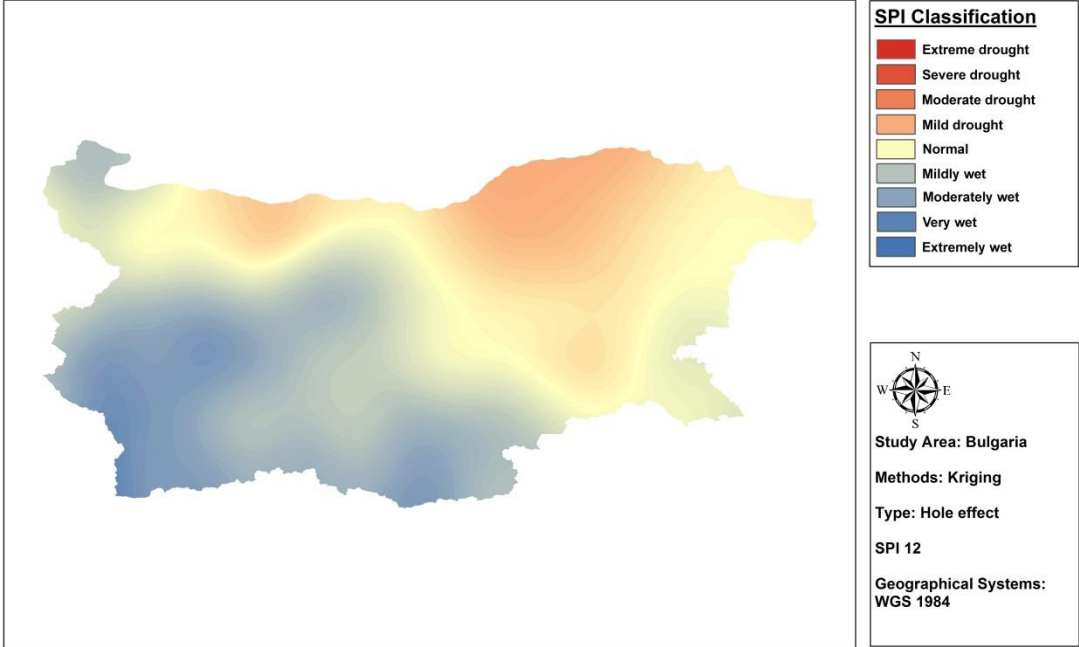 SPI Classification
Extreme drought
Severe drought
Moderate drought
Mild drought
Normal
Mildly wet
Moderately wet
Very wet
Extremely wet
N
W E
S
Study Area: Bulgaria
Methods: Kriging
Type: Hole effect
SPI 12
Geographical Systems:
WGS 1984